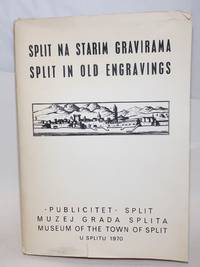 SPLIT NA STARIM GRAVIRAMA
SPLIT IN OLD ENGRAVINGS
·PUBLICITET· SPLIT
MUZEJ GRADA SPLITA
MUSEUM OF THE TOWN OF SPLIT
U SPLITU 1970